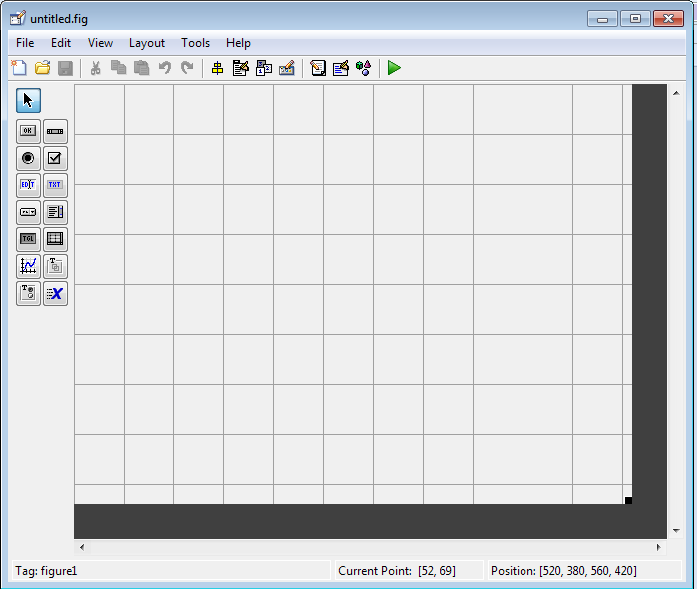 untitled.fig
File Edit View Layout Tools Help
OK
EDIT TXT
TGL
T
T
X
Tag: figure1 Current Point: [52, 69] Position: [520, 380, 560, 420]